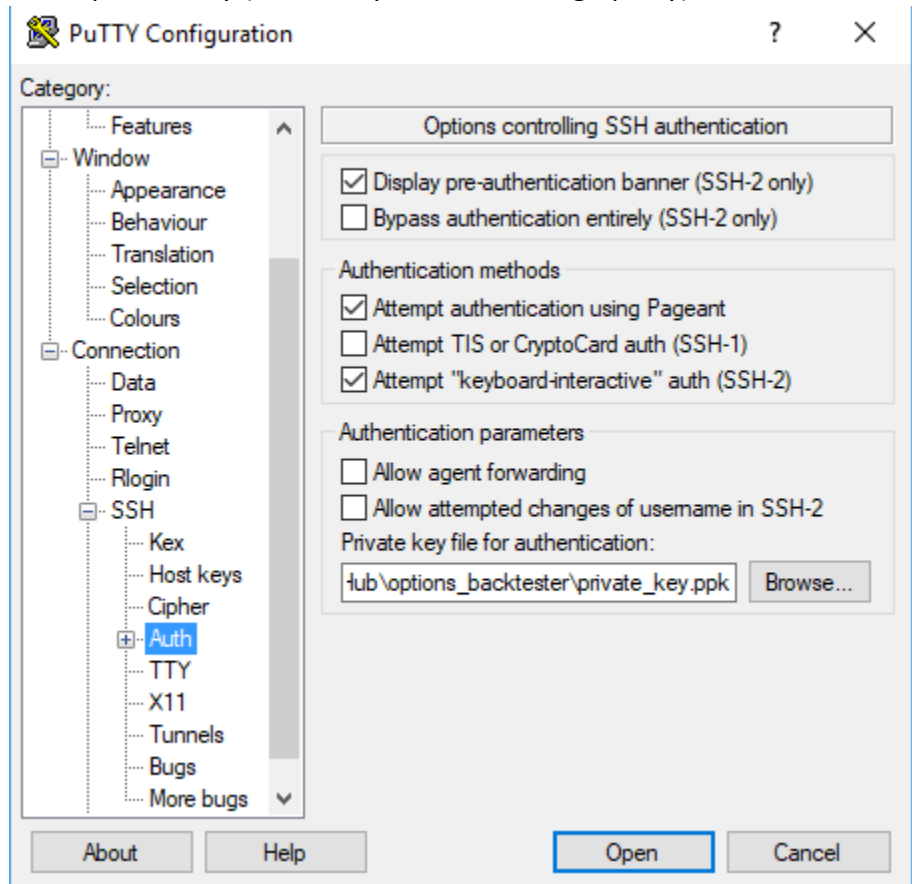 PuTTY Configuration
?
Category:
Features
Window
Appearance
Behaviour
Translation
Selection
Colours
Connection
Data
Proxy
Telnet
Rlogin
SSH
Kex
Host keys
Cipher
Auth
TTY
X11
Tunnels
Bugs
More bugs
Options controlling SSH authentication
Display pre-authentication banner (SSH-2 only)
Bypass authentication entirely (SSH-2 only)
Authentication methods
Attempt authentication using Pageant
Attempt TIS or CryptoCard auth (SSH-1)
Attempt "keyboard-interactive" auth (SSH-2)
Authentication parameters
Allow agent forwarding
Allow attempted changes of username in SSH-2
Private key file for authentication:
lub\options_backtester\private_key.ppk Browse...
About Help Open Cancel